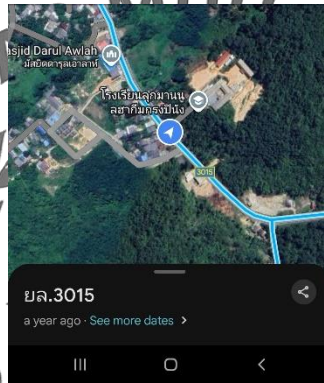 asjid Darul Awlah
มัสยิดดารุลเอาลาห์
โรงเรียนลุกมานนู
ลฮากีมกรงปินัง
3015
ยล.3015
a year ago · See more dates >